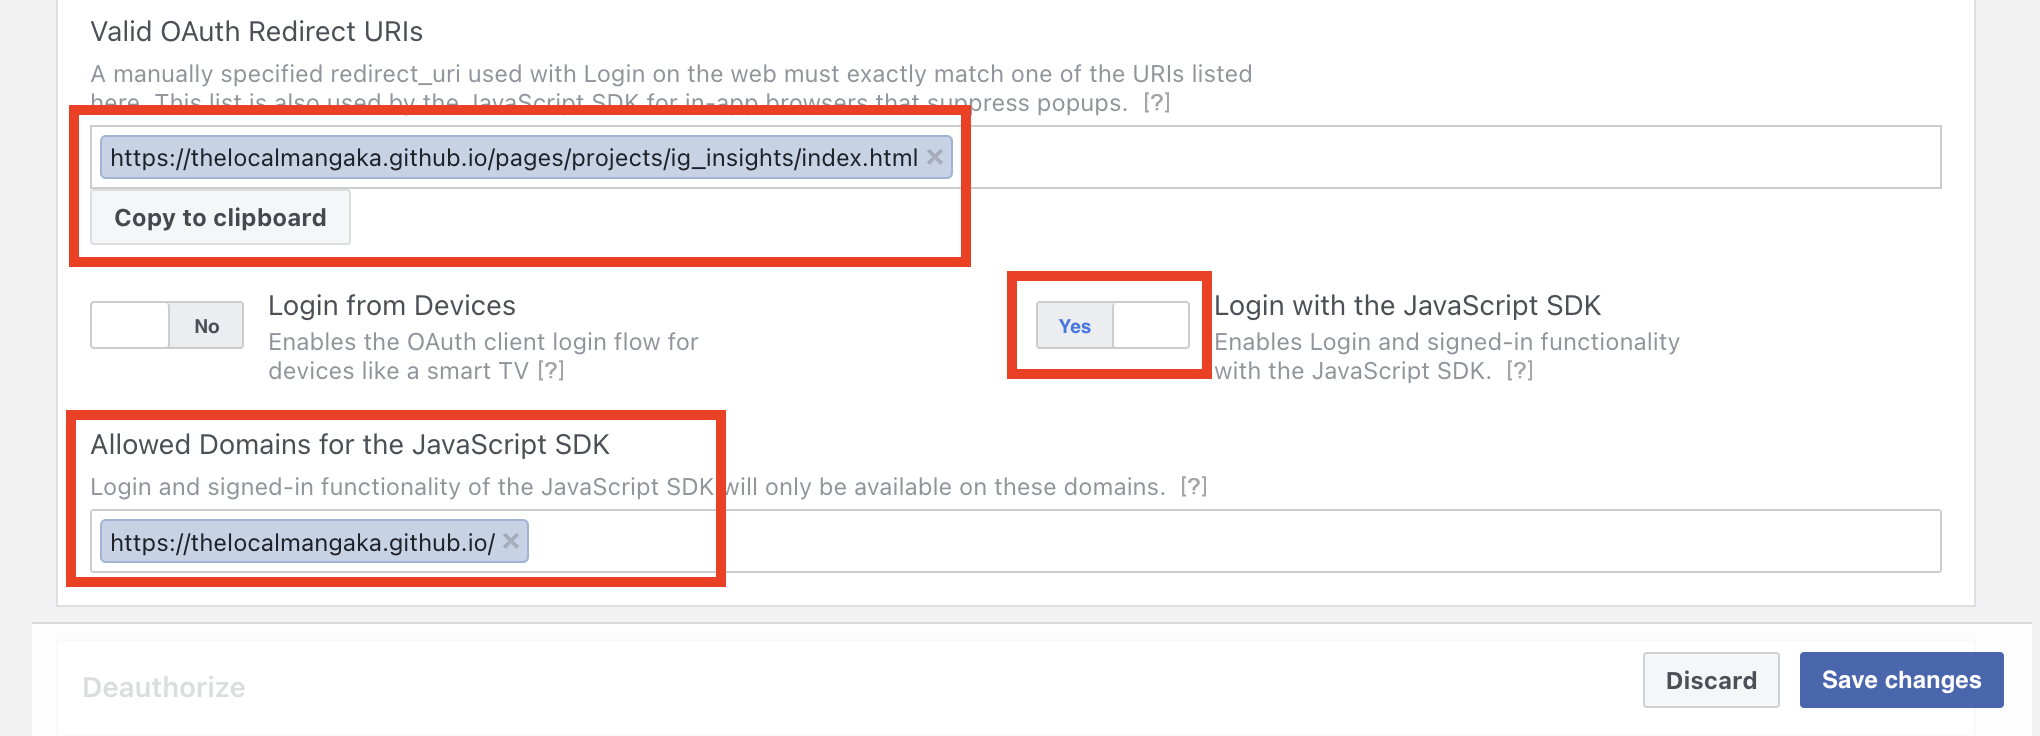 Valid OAuth Redirect URIs
A manually specified redirect_uri used with Login on the web must exactly match one of the URIs listed
here. This list is also used by the JavaScript SDK for in-app browsers that suppress popups. [?]
https://thelocalmangaka.github.io/pages/projects/ig_insights/index.html ×
Copy to clipboard
No
Login from Devices
Enables the OAuth client login flow for
devices like a smart TV [?]
Yes
Login with the JavaScript SDK
Enables Login and signed-in functionality
with the JavaScript SDK. [?]
Allowed Domains for the JavaScript SDK
Login and signed-in functionality of the JavaScript SDK will only be available on these domains. [?]
https://thelocalmangaka.github.io/ ×
Deauthorize
Discard
Save changes